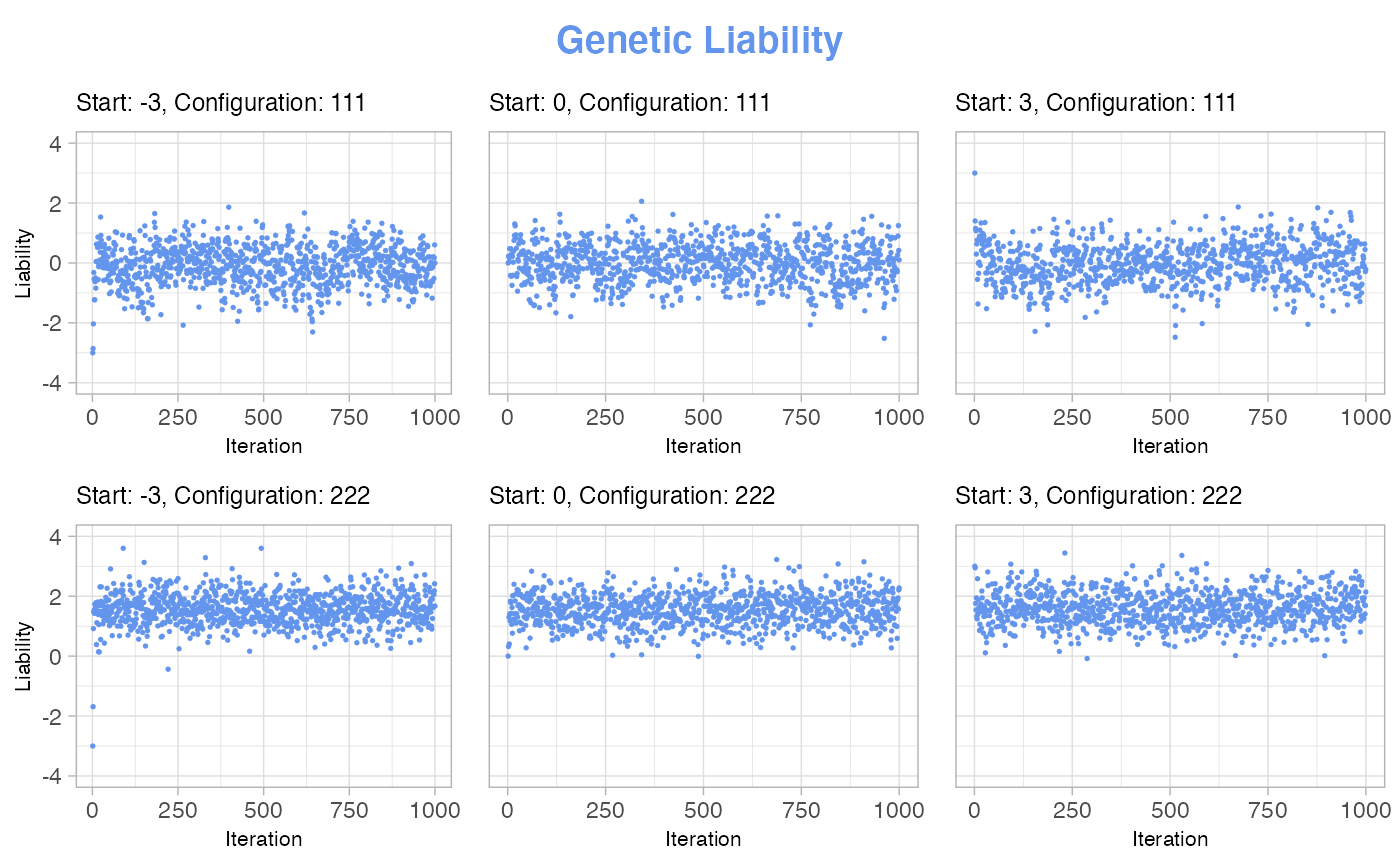 Genetic Liability
Start: -3, Configuration: 111
Start: 0, Configuration: 111
Start: 3, Configuration: 111
4
2
0
-2
-4
Liability
0 250 500 750 1000
0 250 500 750 1000
0 250 500 750 1000
Iteration
Iteration
Iteration
Start: -3, Configuration: 222
Start: 0, Configuration: 222
Start: 3, Configuration: 222
4
2
0
-2
-4
Liability
0 250 500 750 1000
0 250 500 750 1000
0 250 500 750 1000
Iteration
Iteration
Iteration